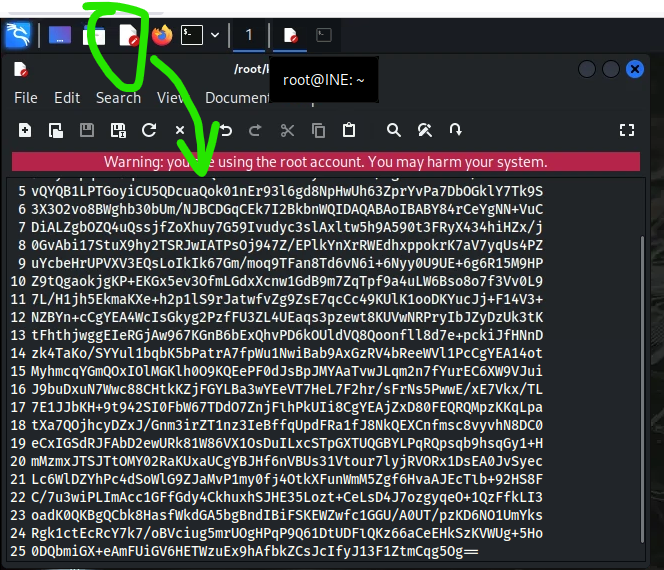 1
/root/k
root@INE: ~
File Edit Search View Document
Warning: you are using the root account. You may harm your system.
5 vQYQB1LPTGoyiCU5QDcuaQok01nEr93l6gd8NpHwUh63ZprYvPa7DbOGklY7Tk9S
6 3X3O2vo8BWghb30bUm/NJBCDGqCEk7I2BkbnWQIDAQABAoIBABY84rCeYgNN+VuC
7 DiALZgbOZQ4uQssjfZoXhuy7G59Ivudyc3slAxltw5h9A590t3FRyX434hiHZx/j
8 0GvAbi17StuX9hy2TSRJwIATPsOj947Z/EPlkYnXrRWEdhxppokrK7aV7yqUs4PZ
9 uYcbeHrUPVXV3EQsLoIkIk67Gm/moq9TFan8Td6vN6i+6Nyy0U9UE+6g6R15M9HP
10 Z9tQgaokjgKP+EKGx5ev3OfmLGdxXcnw1GdB9m7ZqTpf9a4uLW6Bso8o7f3Vv0L9
11 7L/H1jh5EkmaKXe+h2p1lS9rJatwfvZg9ZsE7qcCc49KUlK1ooDKYucJj+F14V3+
12 NZBYn+cCgYEA4WcIsGkyg2PzfFU3ZL4UEaqs3pzewt8KUVwNRPryIbJZyDzUk3tK
13 tFhthjwggEIeRGjAw967KGnB6bExQhvPD6kOUldVQ8Qoonfll8d7e+pckiJfHNnD
14 zk4TaKo/SYYul1bqbK5bPatrA7fpWu1NwiBab9AxGzRV4bReeWVl1PcCgYEA14ot
15 MyhmcqYGmQOxIOlMGKlh0O9KQEePF0dJsBpJMYAaTvwJLqm2n7fYurEC6XW9VJui
16 J9buDxuN7Wwc88CHtkKZjFGYLBa3wYEeVT7HeL7F2hr/sFrNs5PwwE/xE7Vkx/TL
17 7E1JJbKH+9t942SI0FbW67TDdO7ZnjFlhPkUIi8CgYEAjZxD80FEQRQMpzKKqLpa
18 tXa7QOjhcyDZxJ/Gnm3irZT1nz3IeBffqUpdFRa1fJ8NkQEXCnfmsc8vyvhN8DC0
19 eCxIGSdRJFAbD2ewURk81W86VX1OsDuILxcSTpGXTUQGBYLPqRQpsqb9hsqGy1+H
20 mMzmxJTSJTtOMY02RaKUxaUCgYBJHf6nVBUs31Vtour7lyjRVORx1DsEA0JvSyec
21 Lc6WlDZYhPc4dSoWlG9ZJaMvP1my0fj4OtkXFunWmM5Zgf6HvaAJEcTlb+92HS8F
22 C/7u3wiPLImAcc1GFfGdy4CkhuxhSJHE35Lozt+CeLsD4J7ozgyqeO+1QzFfkLI3
23 oadK0QKBgQCbk8HasfWkdGA5bgBndIBiFSKEWZwfc1GGU/A0UT/pzKD6NO1UmYks
24 Rgk1ctEcRcY7k7/oBVciug5mrUOgHPqP9Q61DtUDFlQKz66aCeEHkSzKVWUg+5Ho
25 0DQbmiGX+eAmFUiGV6HETWzuEx9hAfbkZCsJcIfyJ13F1ZtmCqg5Og==